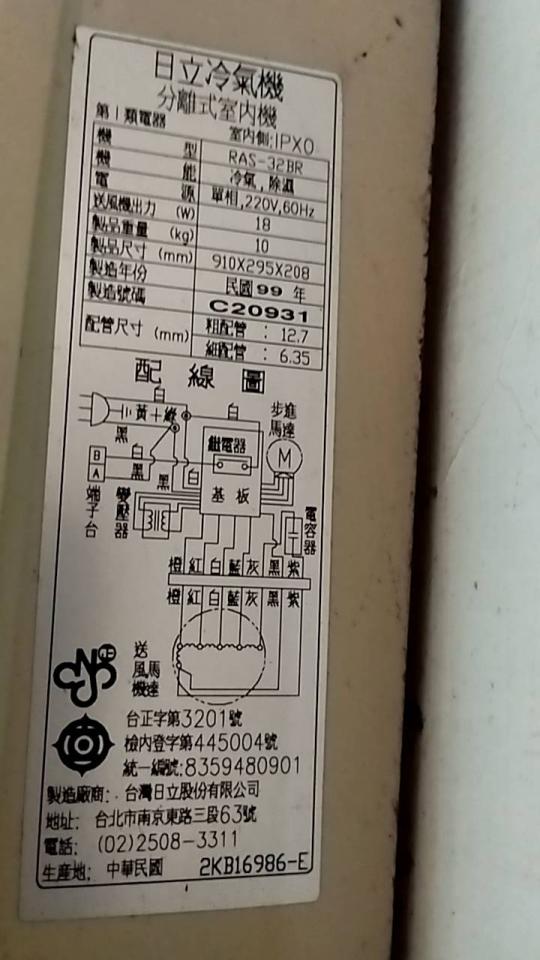 日立冷氣機
分離式室內機
第1類電器 室內側:IPX0
機型 RAS-32BR
機能 冷氣,除濕
電源 單相,220V,60Hz
送風機出力 (W) 18
製品重量 (kg) 10
製品尺寸 (mm) 910X295X208
製造年份 民國99年
製造號碼 C20931
配管尺寸 (mm) 粗配管 : 12.7
細配管 : 6.35
配線圖
白
黃+綠 白 步進馬達
黑
繼電器 M
B 白
A 黑 黑 白
基板
端子台 變壓器 電容器
橙 紅 白 藍 灰 黑 紫
橙 紅 白 藍 灰 黑 紫
送風機馬達
台正字第3201號
檢內登字第445004號
統一編號:8359480901
製造廠商: 台灣日立股份有限公司
地址: 台北市南京東路三段63號
電話: (02)2508-3311
生產地: 中華民國 2KB16986-E